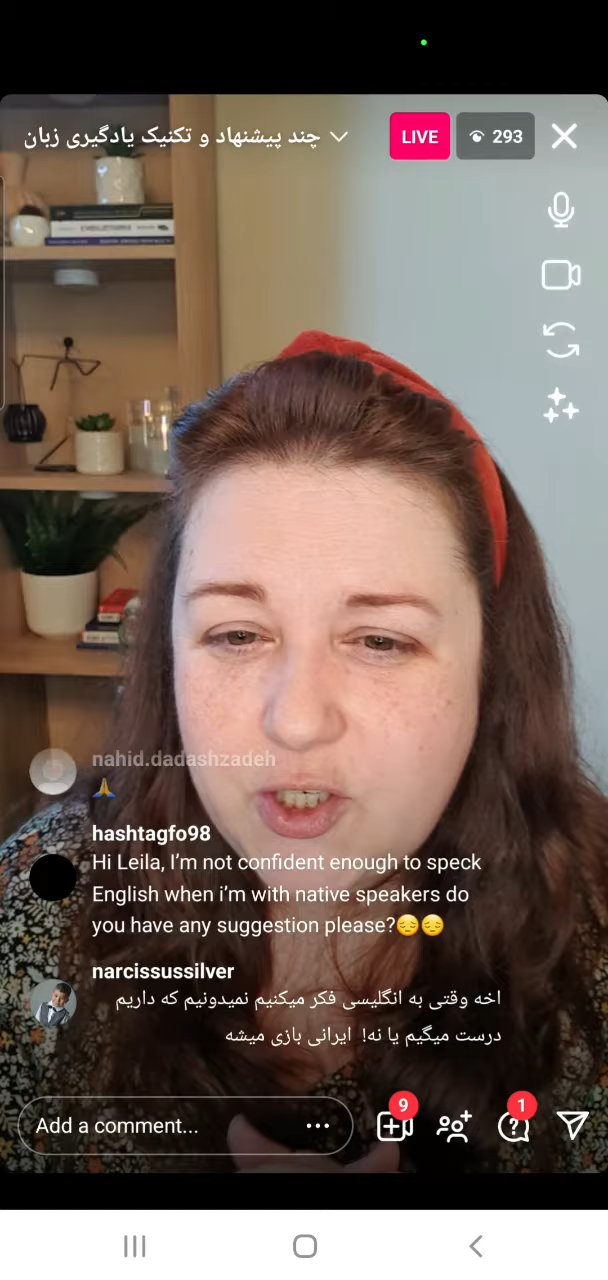 چند پیشنهاد و تکنیک یادگیری زبان
LIVE
293
nahid.dadashzadeh
🙏
hashtagfo98
Hi Leila, I'm not confident enough to speck
English when i'm with native speakers do
you have any suggestion please?😔😔
narcissussilver
اخه وقتی به انگلیسی فکر میکنیم نمیدونیم که داریم
درست میگیم یا نه! ایرانی بازی میشه
Add a comment...
9
1